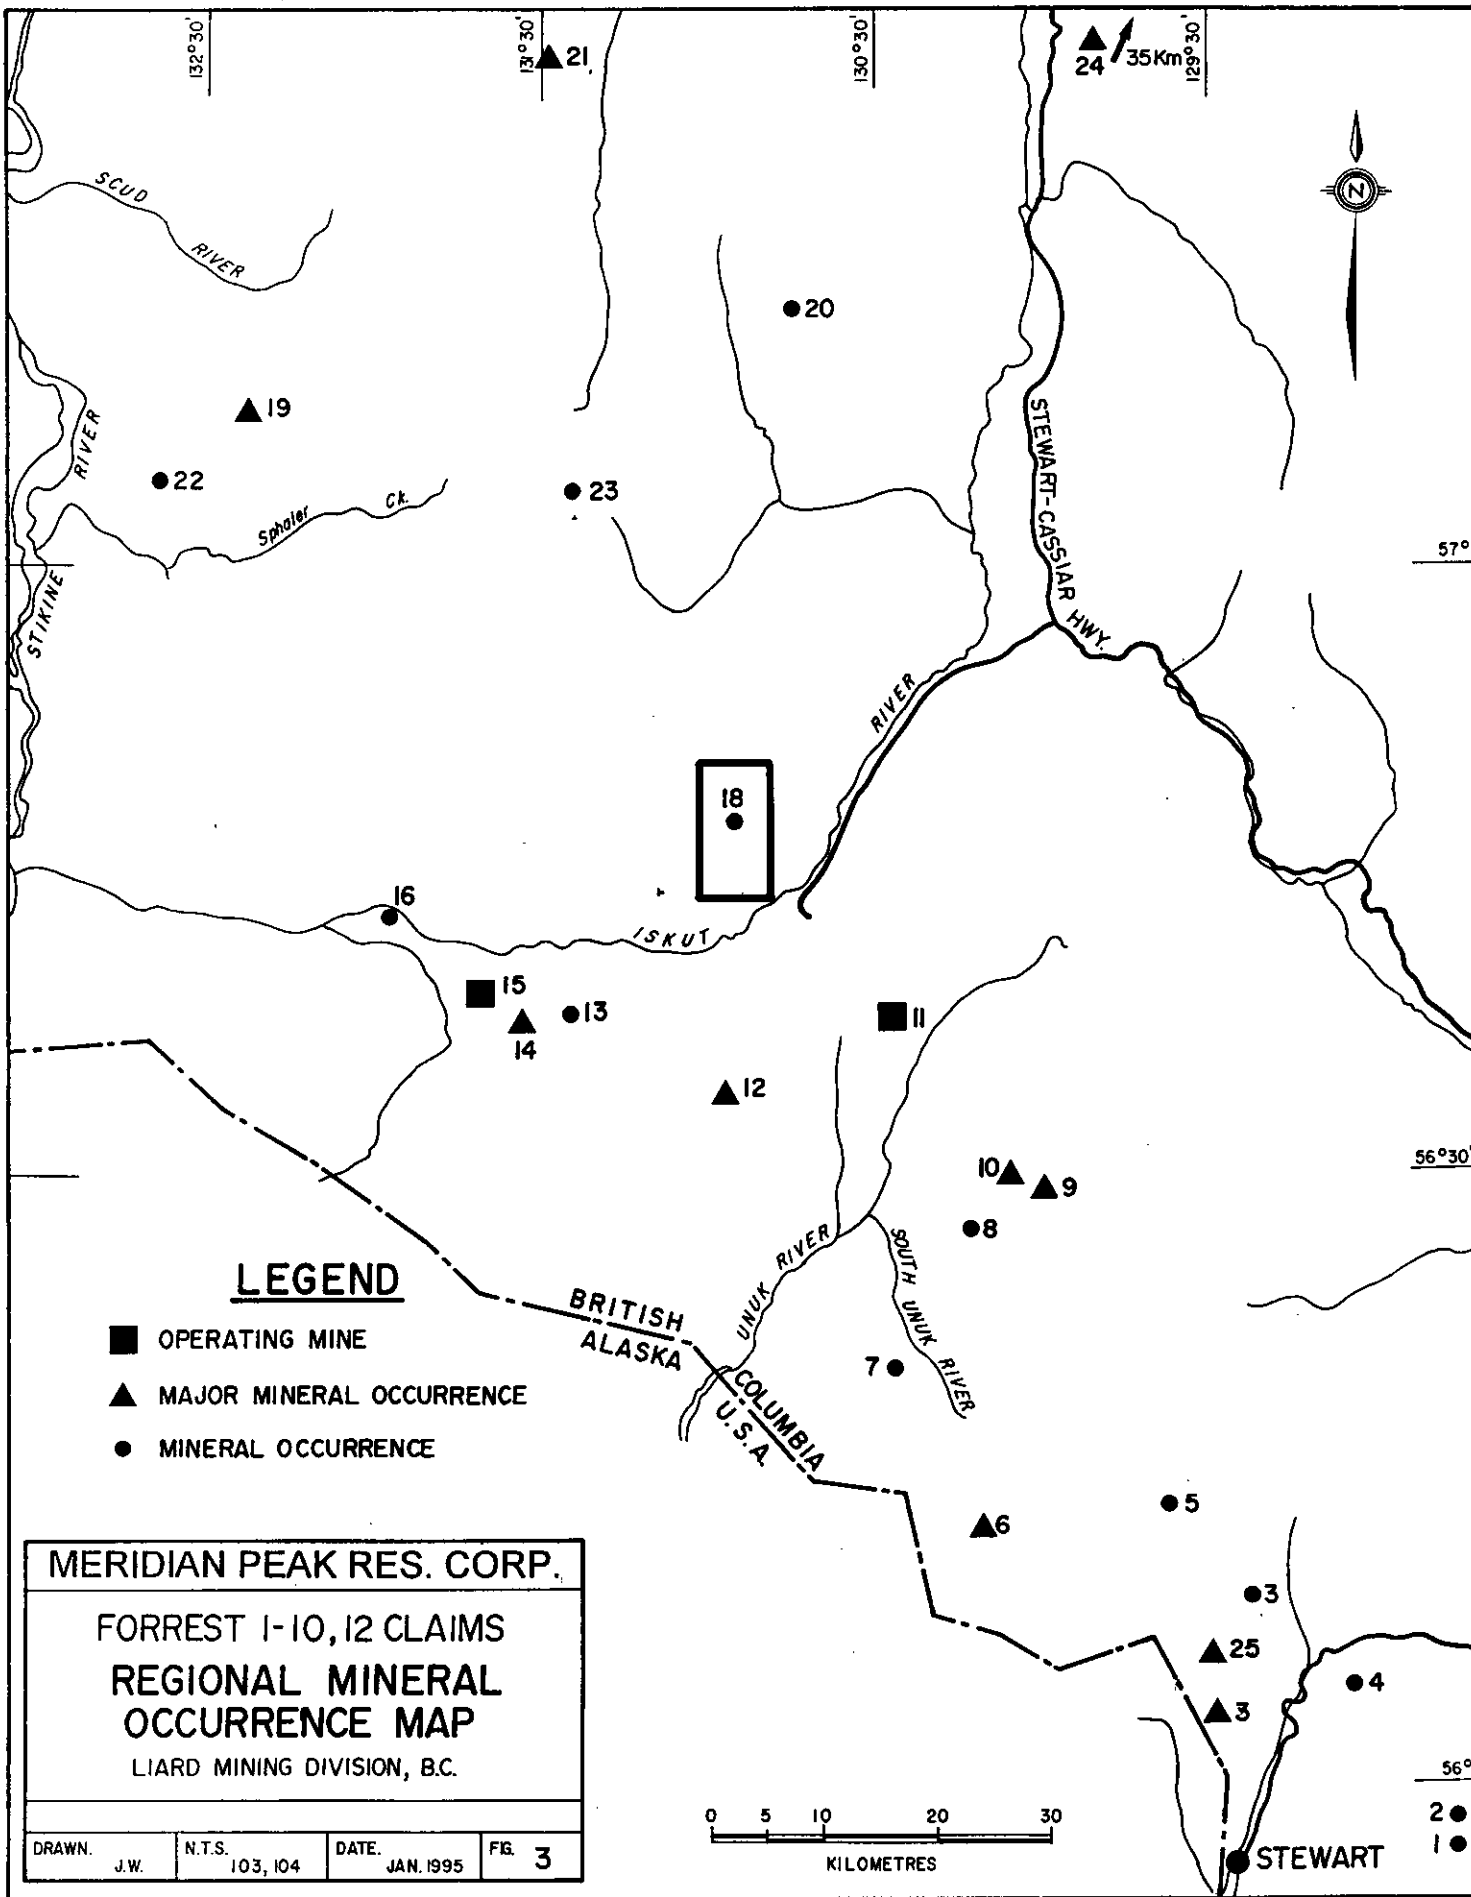 132°30'
131°30'
130°30'
129°30'
21
24
35Km
N
SCUD
RIVER
20
19
RIVER
22
23
Sphaler Ck.
STEWART-CASSIAR
HWY.
57°
STIKINE
RIVER
18
16
ISKUT
15
13
14
11
12
56°30'
10
9
8
UNUK RIVER
SOUTH UNUK RIVER
7
LEGEND
OPERATING MINE
MAJOR MINERAL OCCURRENCE
MINERAL OCCURRENCE
BRITISH
COLUMBIA
ALASKA
U.S.A.
5
6
3
25
4
3
56°
2
1
STEWART
0 5 10 20 30
KILOMETRES
MERIDIAN PEAK RES. CORP.
FORREST 1-10, 12 CLAIMS
REGIONAL MINERAL
OCCURRENCE MAP
LIARD MINING DIVISION, B.C.
DRAWN. J.W.
N.T.S. 103, 104
DATE. JAN. 1995
FIG. 3